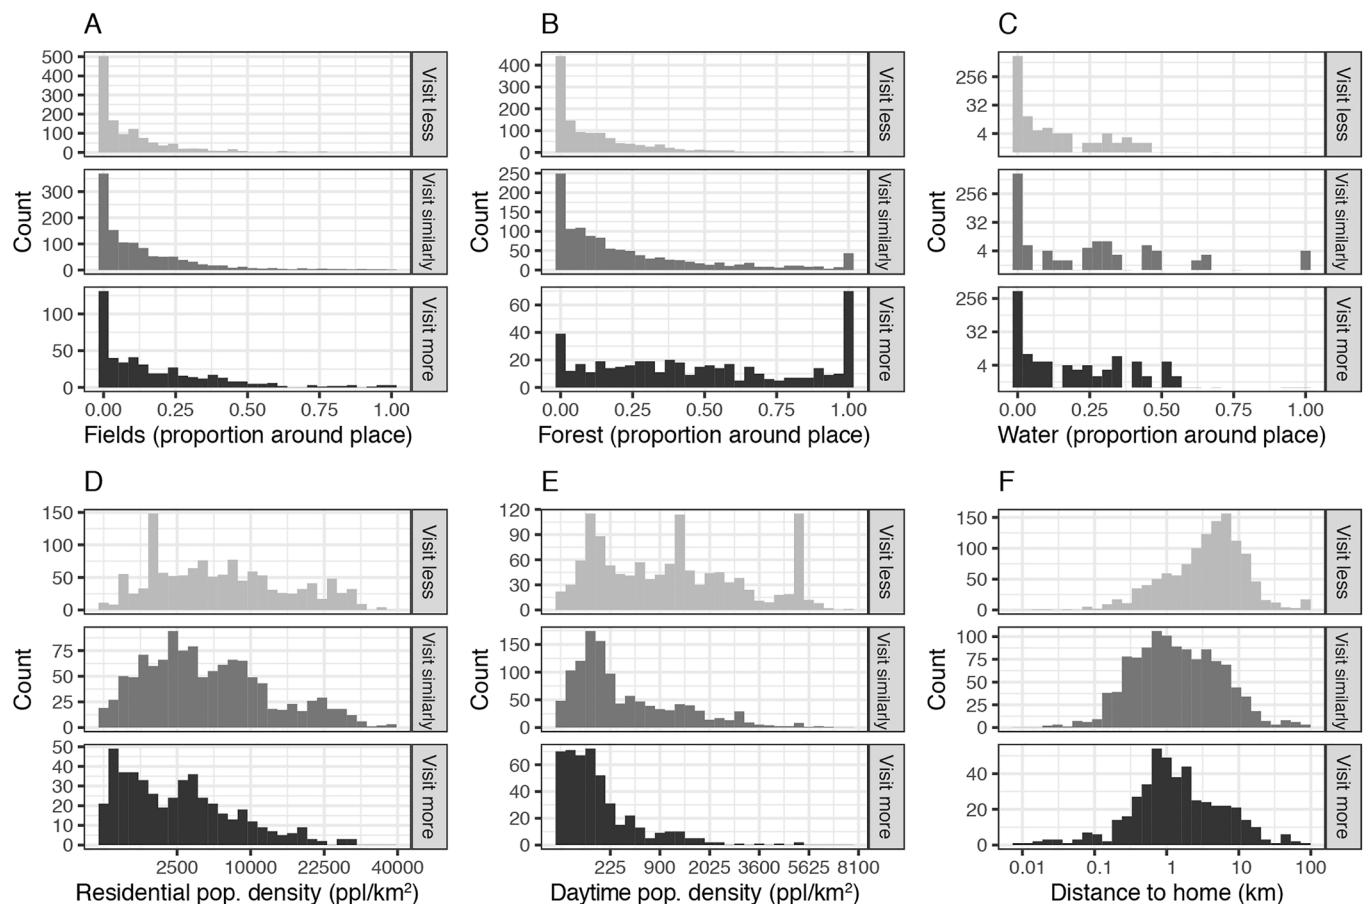 A
B
C
Count
500
400
300
200
100
0
Visit less
300
200
100
0
Visit similarly
100
50
0
Visit more
0.00 0.25 0.50 0.75 1.00
Fields (proportion around place)
Count
400
300
200
100
0
Visit less
250
200
150
100
50
0
Visit similarly
60
40
20
0
Visit more
0.00 0.25 0.50 0.75 1.00
Forest (proportion around place)
Count
256
32
4
Visit less
256
32
4
Visit similarly
256
32
4
Visit more
0.00 0.25 0.50 0.75 1.00
Water (proportion around place)
D
E
F
Count
150
100
50
0
Visit less
75
50
25
0
Visit similarly
50
40
30
20
10
0
Visit more
2500 10000 22500 40000
Residential pop. density (ppl/km²)
Count
120
90
60
30
0
Visit less
150
100
50
0
Visit similarly
60
40
20
0
Visit more
225 900 2025 3600 5625 8100
Daytime pop. density (ppl/km²)
Count
150
100
50
0
Visit less
100
75
50
25
0
Visit similarly
40
20
0
Visit more
0.01 0.1 1 10 100
Distance to home (km)